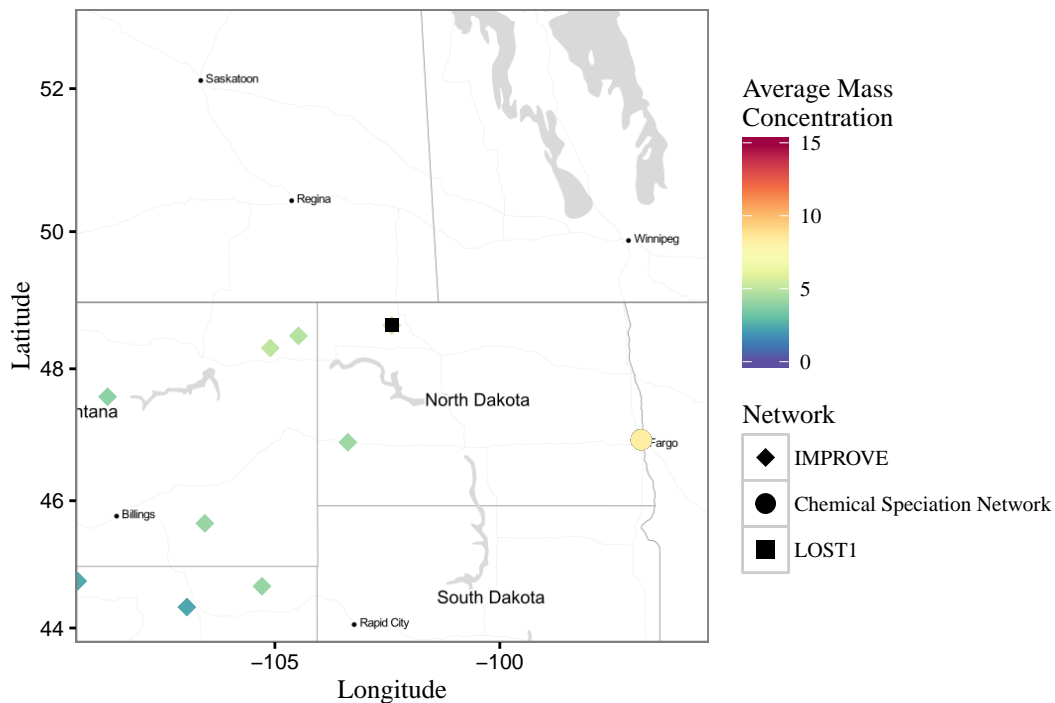 Saskatoon
Regina
Winnipeg
ntana
North Dakota
Fargo
Billings
South Dakota
Rapid City
52
50
48
46
44
Latitude
−105
−100
Longitude
Average Mass
Concentration
15
10
5
0
Network
IMPROVE
Chemical Speciation Network
LOST1